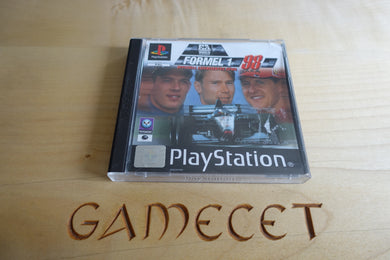 FORMEL 1 98
PlayStation
GAMECET